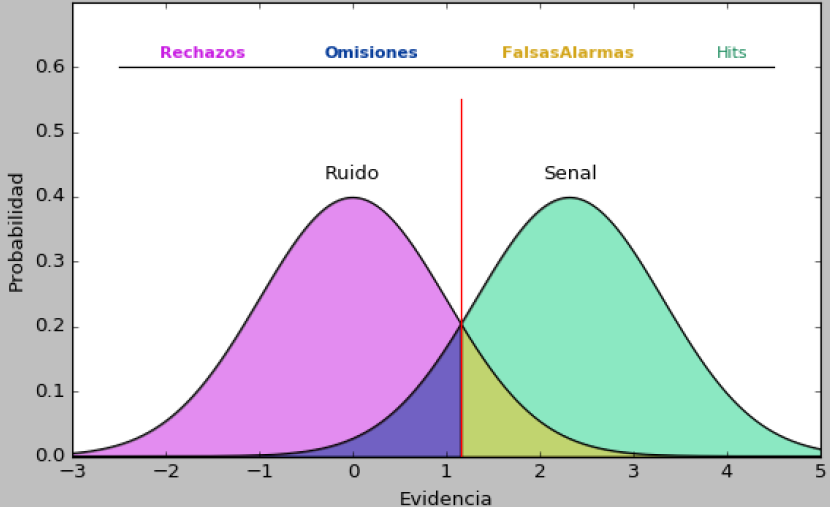 Rechazos Omisiones FalsasAlarmas Hits
0.6
0.5
Ruido Senal
0.4
0.3
0.2
0.1
0.0
−3 −2 −1 0 1 2 3 4 5
Evidencia
Probabilidad